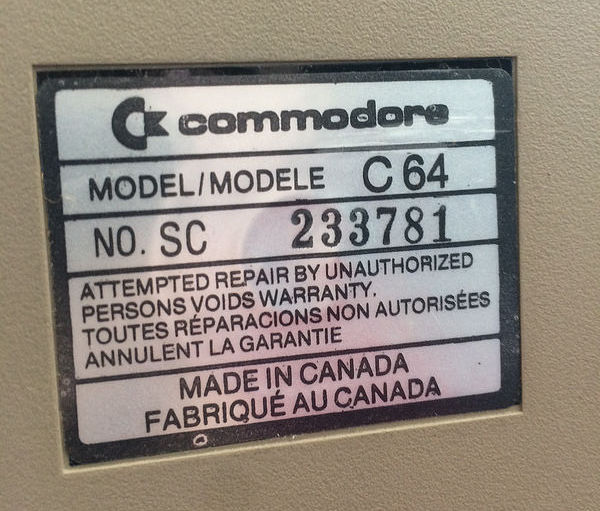 commodore
MODEL/MODELE C 64
NO. SC 233781
ATTEMPTED REPAIR BY UNAUTHORIZED
PERSONS VOIDS WARRANTY.
TOUTES RÉPARACIONS NON AUTORISÉES
ANNULENT LA GARANTIE
MADE IN CANADA
FABRIQUÉ AU CANADA